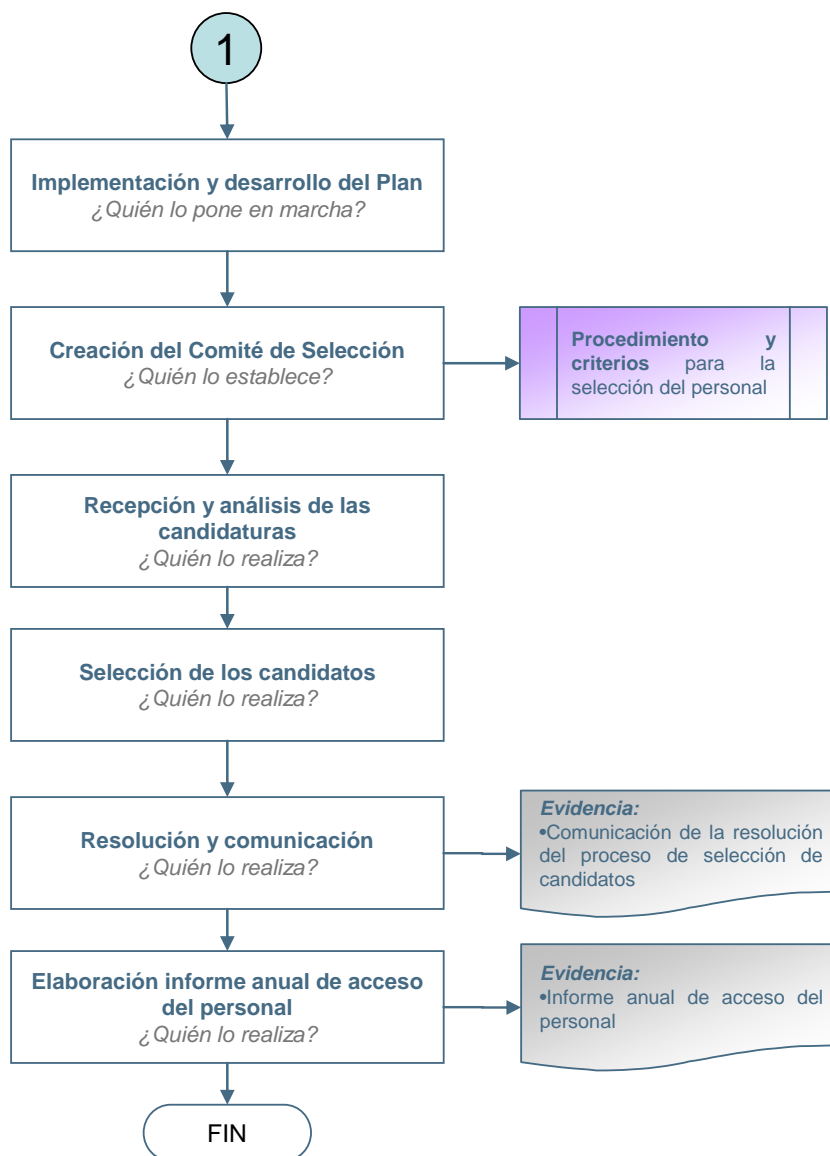 1
Implementación y desarrollo del Plan
¿Quién lo pone en marcha?
Creación del Comité de Selección
¿Quién lo establece?
Procedimiento y
criterios para la
selección del personal
Recepción y análisis de las
candidaturas
¿Quién lo realiza?
Selección de los candidatos
¿Quién lo realiza?
Resolución y comunicación
¿Quién lo realiza?
Evidencia:
•Comunicación de la resolución
del proceso de selección de
candidatos
Elaboración informe anual de acceso
del personal
¿Quién lo realiza?
Evidencia:
•Informe anual de acceso del
personal
FIN